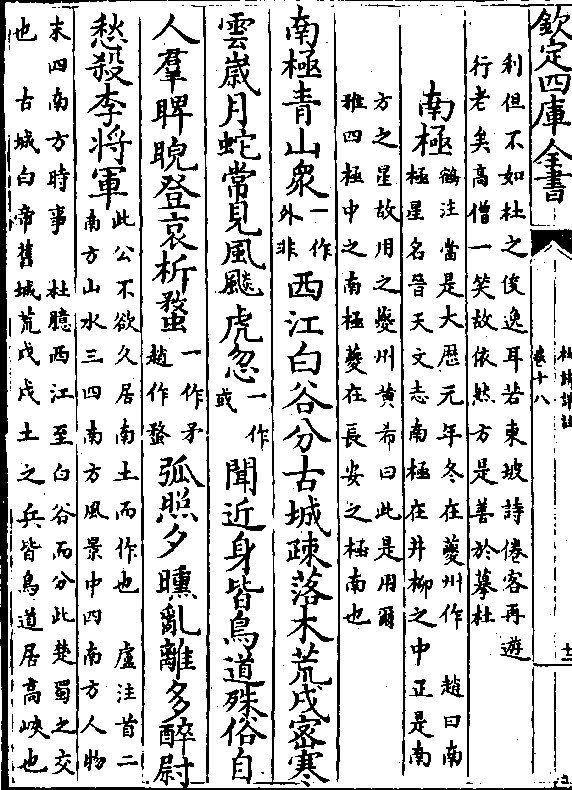 欽定四庫全書
杜詩詳註
卷十八
十二
利但不如杜之俊逸耳若東坡詩倦客再遊
行老矣高僧一笑故依然方是善於摹杜
南極鶴注當是大厯元年冬在夔州作　趙曰南
極星名晉天文志南極在井柳之中正是南
方之星故用之夔州黄希曰此是用爾
雅四極中之南極夔在長安之極南也
南極青山衆一作外非西江白谷分古城疎落木荒戍密寒
雲嵗月蛇常見風飈虎忽一作或聞近身皆鳥道殊俗自
人羣睥睨登哀柝蝥一作矛趙作蝥弧照夕曛亂離多醉尉
愁殺李將軍此公不欲久居南土而作也　盧注首二
南方山水三四南方風景中四南方人物
末四南方時事　杜臆西江至白谷而分此楚蜀之交
也　古城白帝舊城荒戍戍土之兵皆鳥道居高峽也